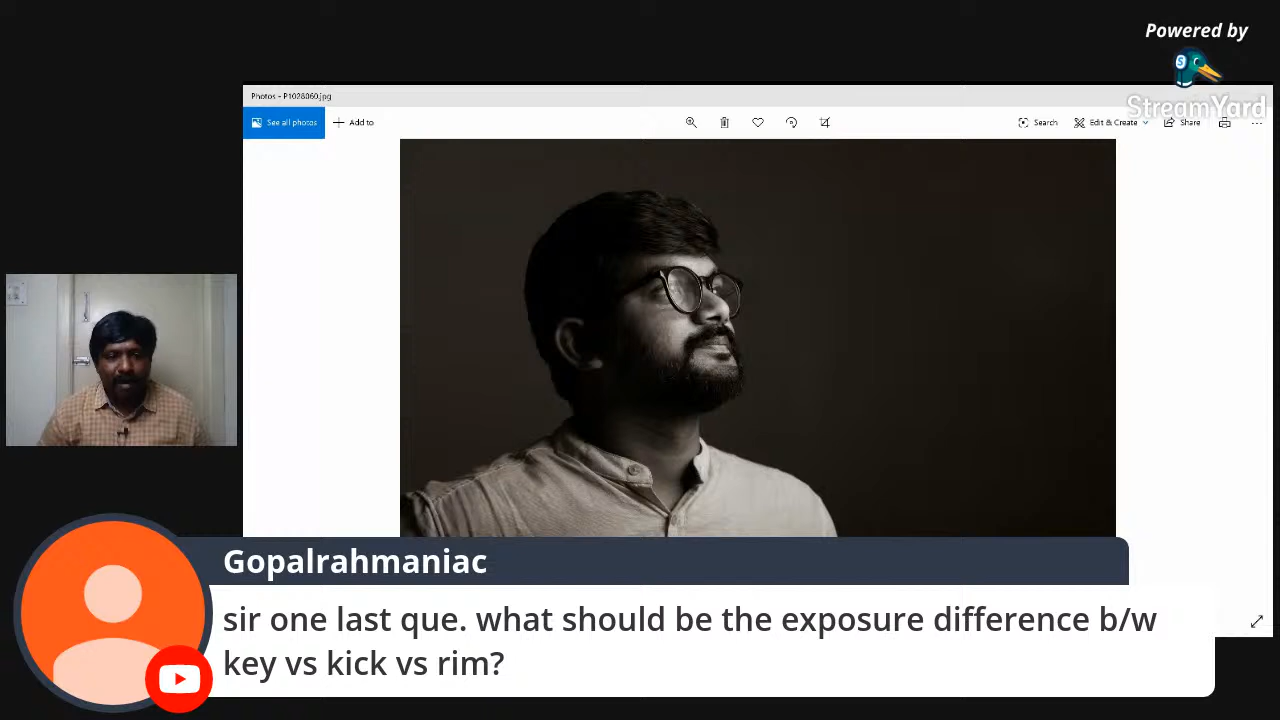 Powered by
StreamYard
Photos - P1028060.jpg
See all photos
Add to
Search
Edit & Create
Share
Gopalrahmaniac
sir one last que. what should be the exposure difference b/w
key vs kick vs rim?